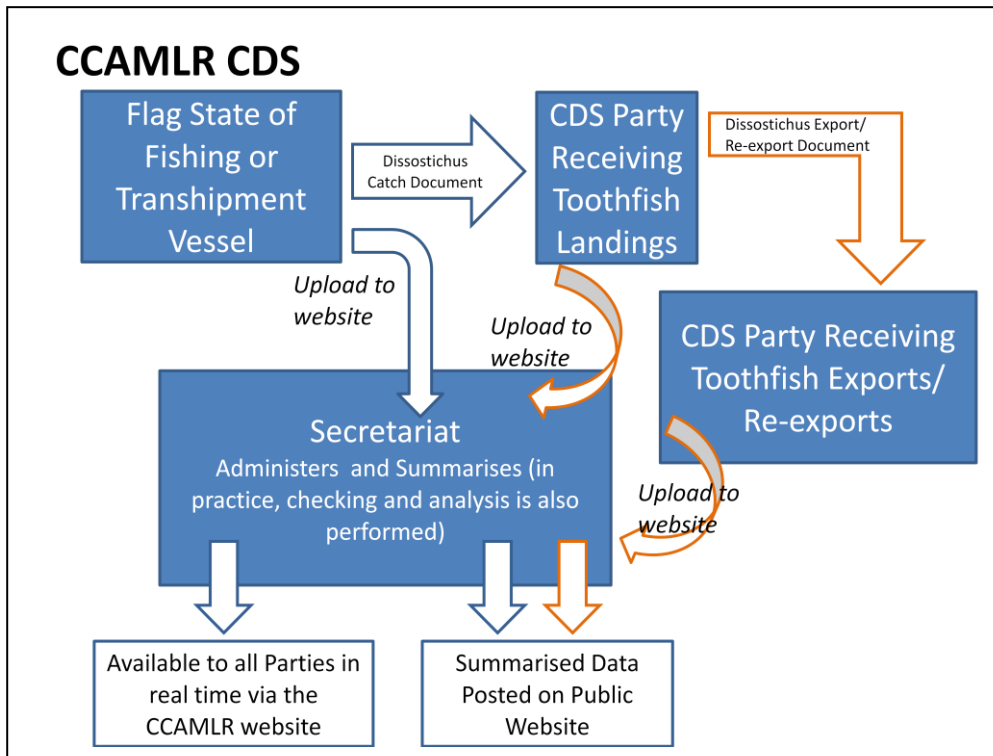 CCAMLR CDS
Flag State of
Fishing or
Transhipment
Vessel
Dissostichus
Catch Document
CDS Party
Receiving
Toothfish
Landings
Dissostichus Export/
Re-export Document
Upload to
website
Upload to
website
CDS Party Receiving
Toothfish Exports/
Re-exports
Secretariat
Administers and Summarises (in
practice, checking and analysis is also
performed)
Upload to
website
Available to all Parties in
real time via the
CCAMLR website
Summarised Data
Posted on Public
Website